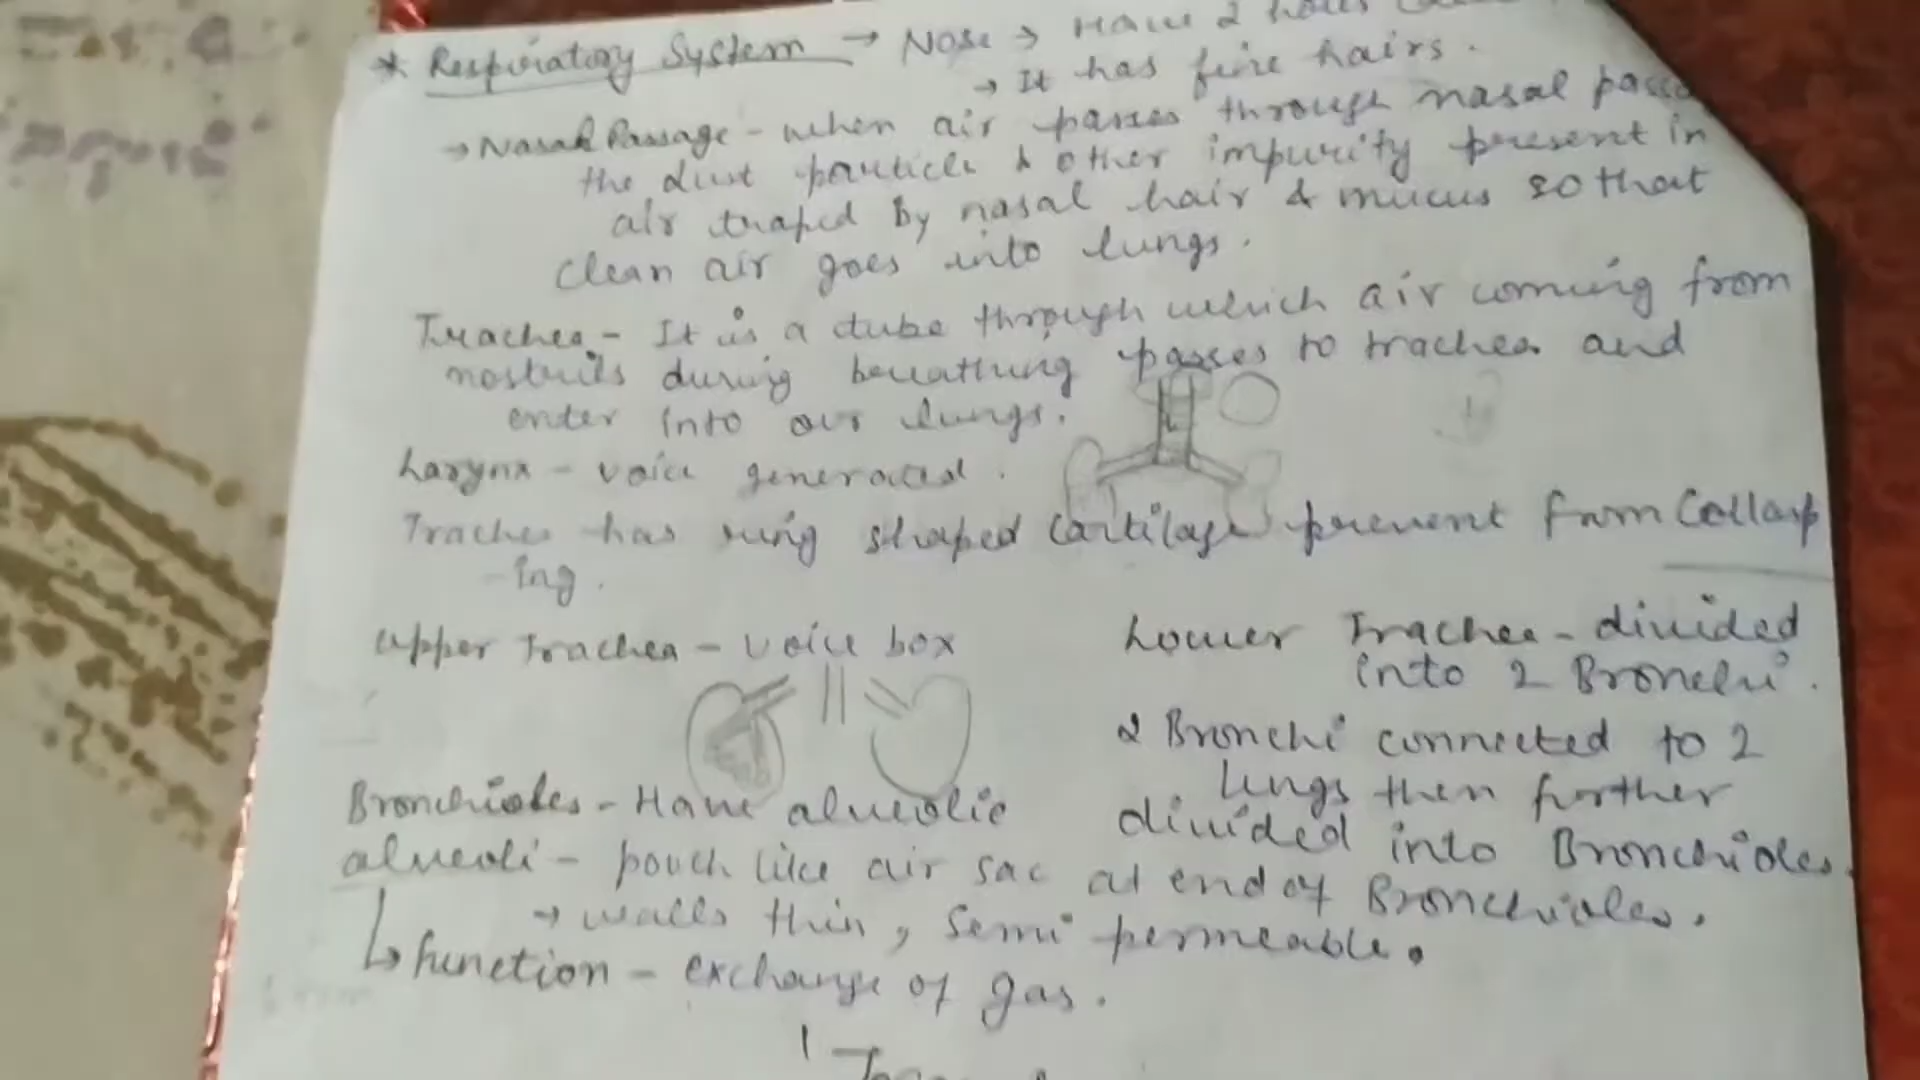 * Respiratory System → Nose → Have 2 holes
→ It has fine hairs.
→ Nasal Passage - when air passes through nasal
the dust particle & other impurity present in
air traped By nasal hair & mucus so that
clean air goes into lungs.
Trachea - It is a tube through which air coming from
nostrils during breathing passes to trachea and
enter into our lungs.
Larynx - voice generated.
Trachea has ring shaped Cartilage prevent from Collasp
-ing.
Upper Trachea - voice box
Lower Trachea - divided
into 2 Bronchi.
2 Bronchi connected to 2
lungs then further
divided into Bronchioles.
Bronchioles - Have alveolie
alveoli - pouch like air sac at end of Bronchioles.
→ walls thin, semi permeable.
↳ function - exchange of gas.